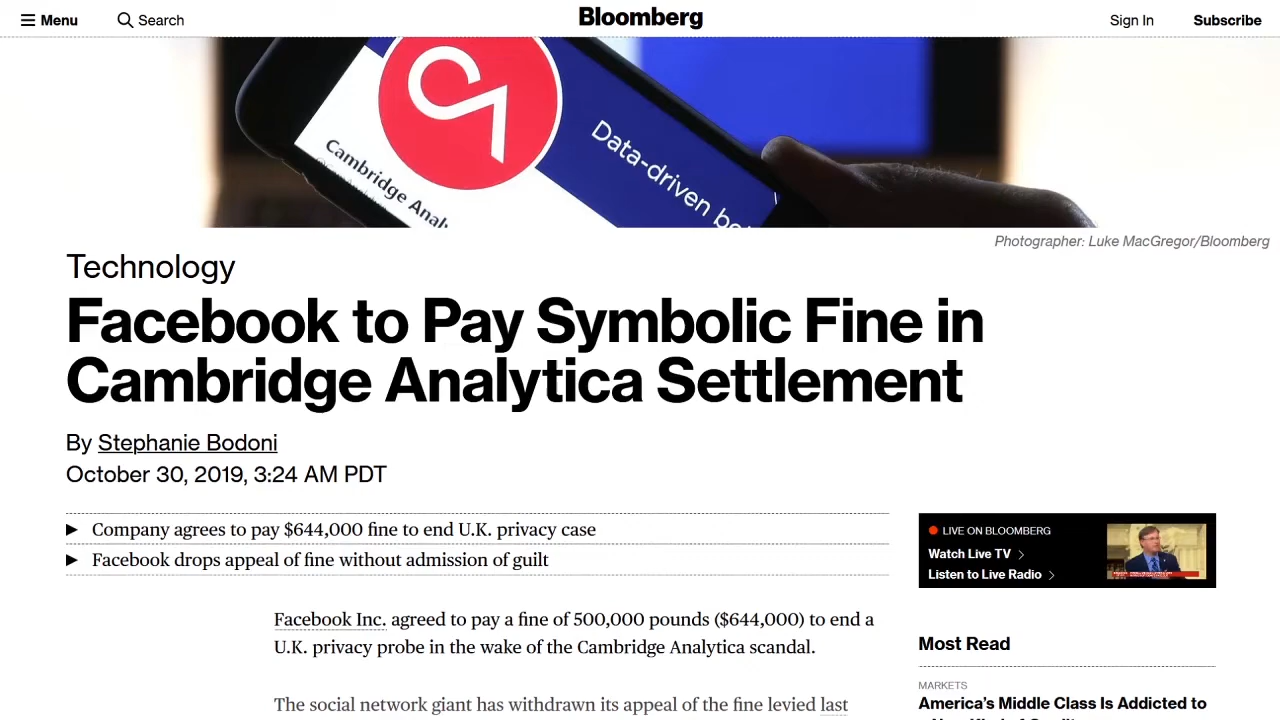 Menu
Search
Bloomberg
Sign In
Subscribe
Cambridge Anal
Data-driven be
Photographer: Luke MacGregor/Bloomberg
Technology
Facebook to Pay Symbolic Fine in
Cambridge Analytica Settlement
By Stephanie Bodoni
October 30, 2019, 3:24 AM PDT
Company agrees to pay $644,000 fine to end U.K. privacy case
Facebook drops appeal of fine without admission of guilt
LIVE ON BLOOMBERG
Watch Live TV
Listen to Live Radio
Facebook Inc. agreed to pay a fine of 500,000 pounds ($644,000) to end a
U.K. privacy probe in the wake of the Cambridge Analytica scandal.
The social network giant has withdrawn its appeal of the fine levied last
Most Read
MARKETS
America's Middle Class Is Addicted to